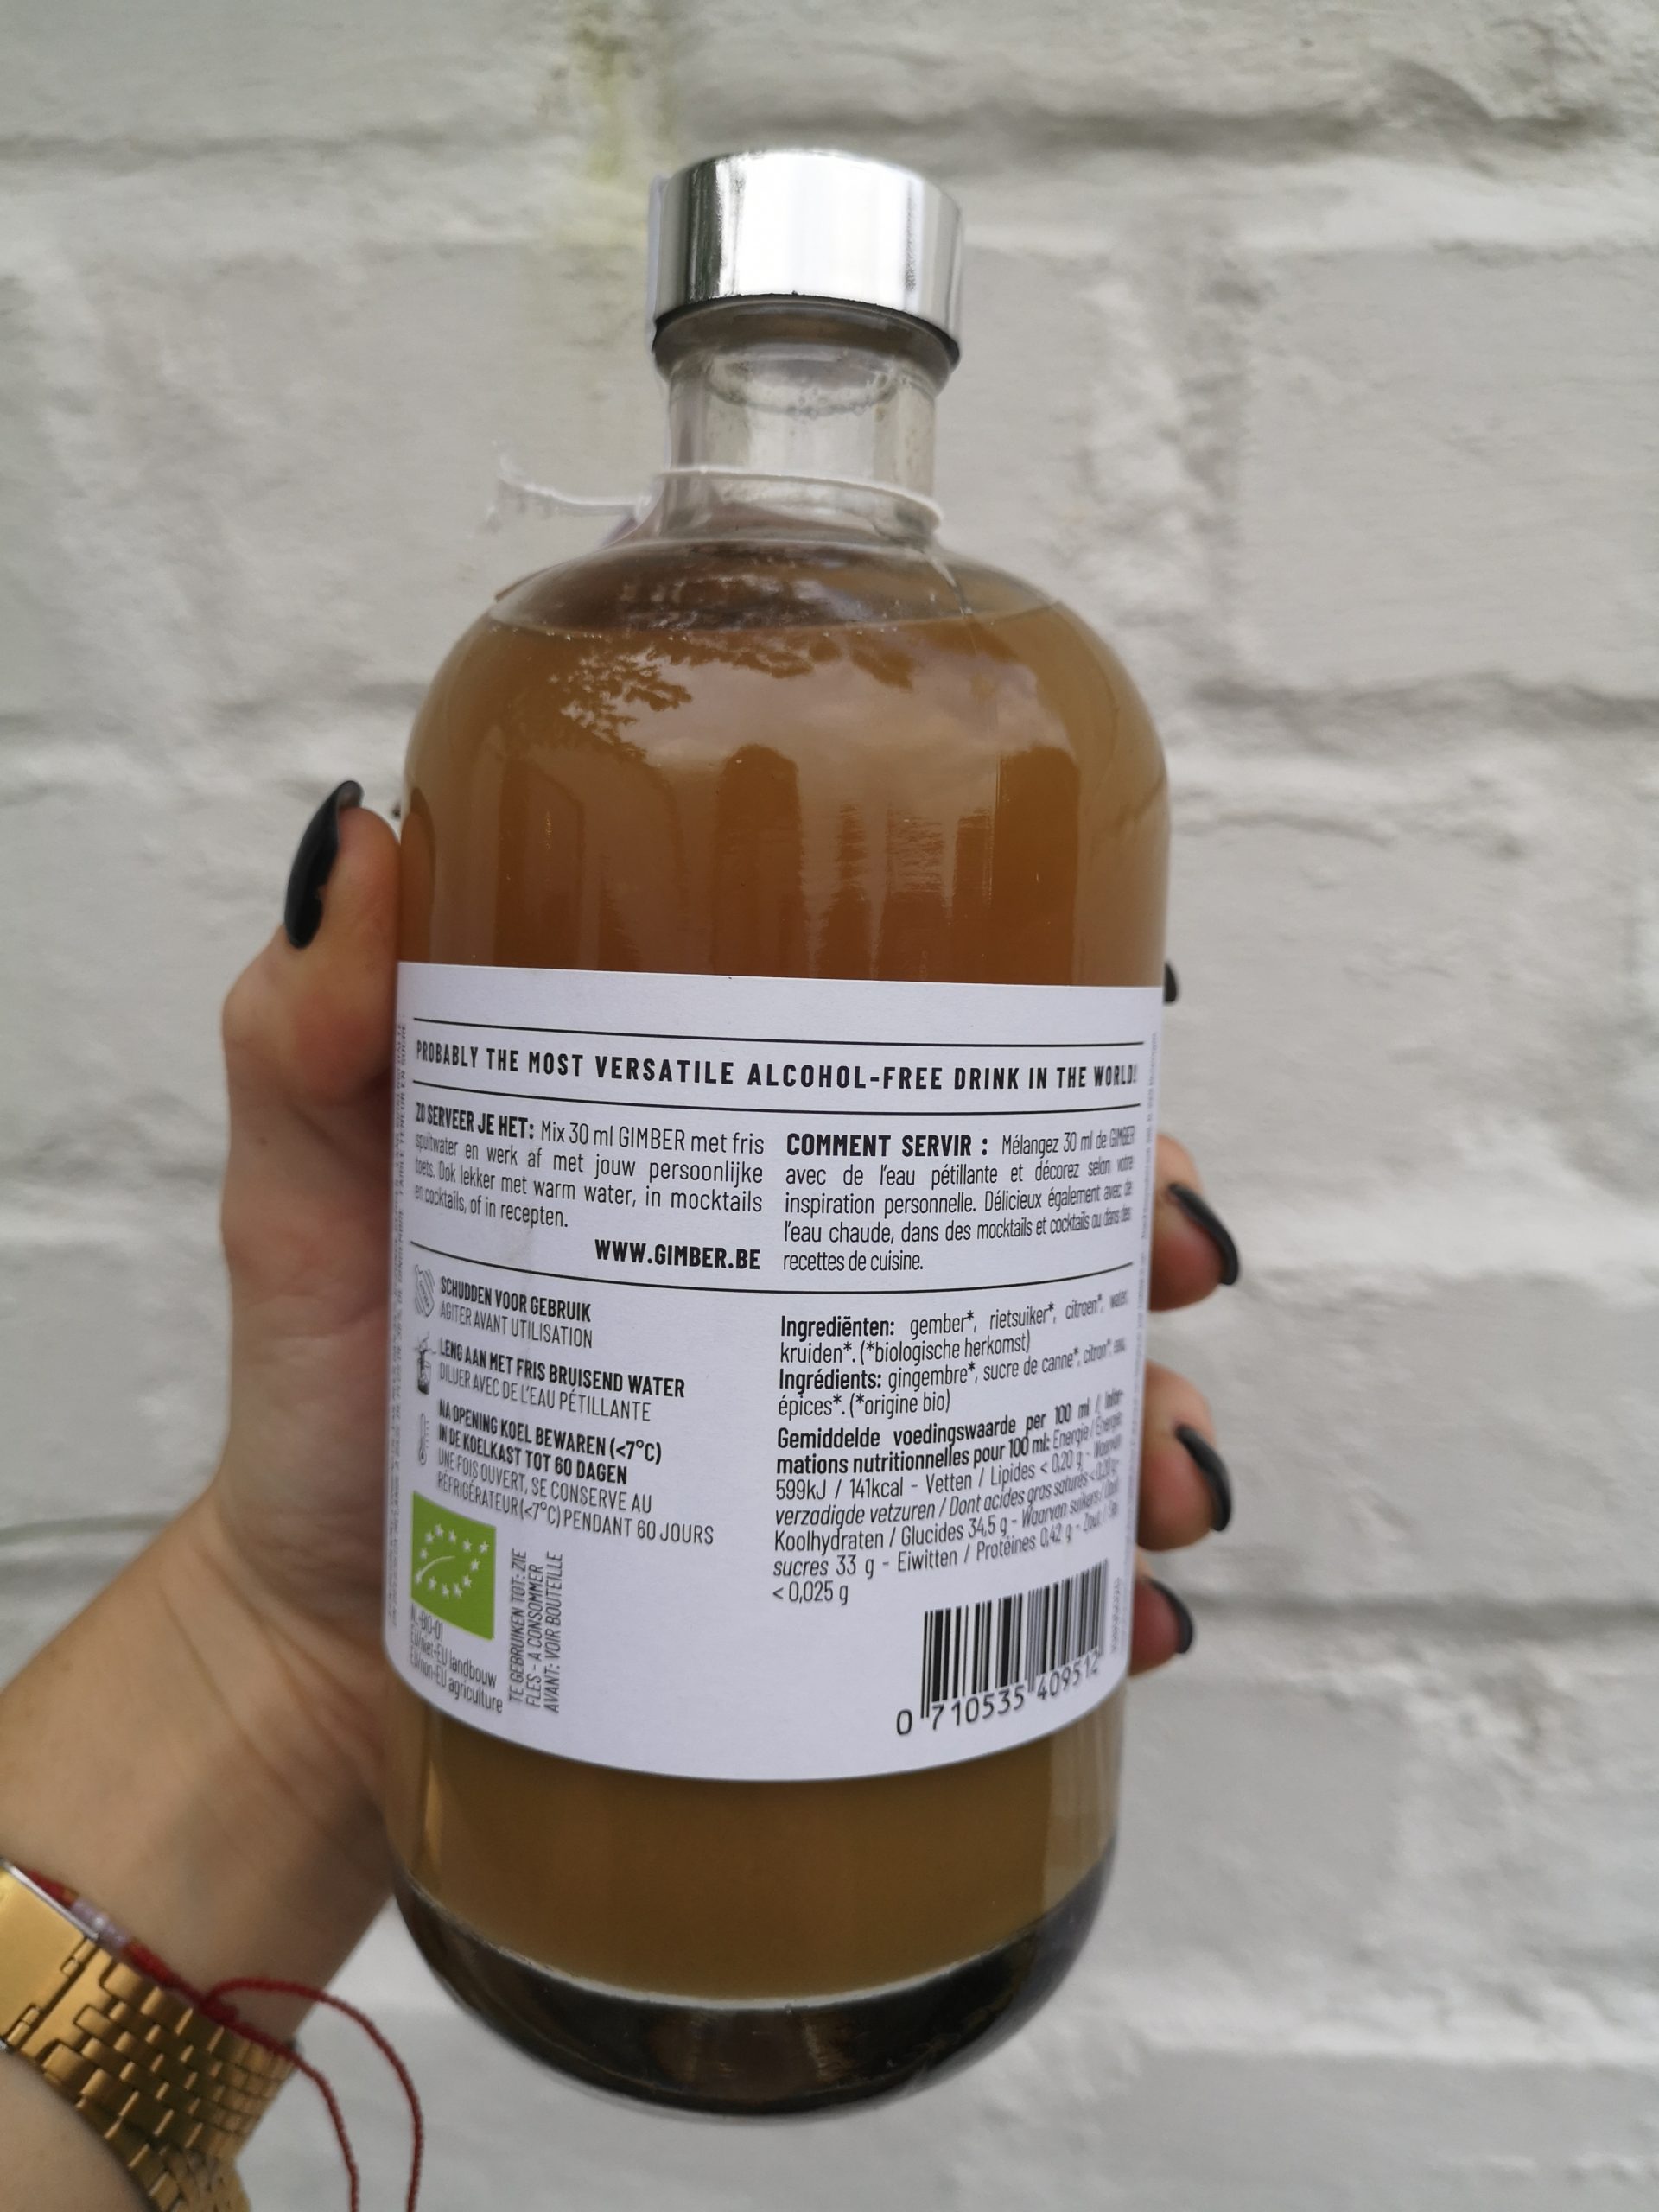 PROBABLY THE MOST VERSATILE ALCOHOL-FREE DRINK IN THE WORLD!
ZO SERVEER JE HET: Mix 30 ml GIMBER met fris
spuitwater en werk af met jouw persoonlijke
toets. Ook lekker met warm water, in mocktails
en cocktails, of in recepten.
WWW.GIMBER.BE
COMMENT SERVIR : Mélangez 30 ml de GIMBER
avec de l'eau pétillante et décorez selon votre
inspiration personnelle. Délicieux également avec de
l'eau chaude, dans des mocktails et cocktails ou dans des
recettes de cuisine.
SCHUDDEN VOOR GEBRUIK
AGITER AVANT UTILISATION
LENG AAN MET FRIS BRUISEND WATER
DILUER AVEC DE L'EAU PÉTILLANTE
NA OPENING KOEL BEWAREN (<7°C)
IN DE KOELKAST TOT 60 DAGEN
UNE FOIS OUVERT, SE CONSERVE AU
RÉFRIGÉRATEUR (<7°C) PENDANT 60 JOURS
Ingrediënten: gember*, rietsuiker*, citroen*, water,
kruiden*. (*biologische herkomst)
Ingrédients: gingembre*, sucre de canne*, citron*, eau,
épices*. (*origine bio)
Gemiddelde voedingswaarde per 100 ml / Infor-
mations nutritionnelles pour 100 ml: Energie / Énergie
599kJ / 141kcal - Vetten / Lipides < 0,20 g - Waarvan
verzadigde vetzuren / Dont acides gras saturés
Koolhydraten / Glucides 34,5 g - Waarvan suikers / Dont
sucres 33 g - Eiwitten / Protéines 0,42 g - Zout / Sel
< 0,025 g
TE GEBRUIKEN TOT: ZIE
FLES - A CONSOMMER
AVANT: VOIR BOUTEILLE
EU/niet-EU landbouw
EU/non-EU agriculture
0 710535 409512